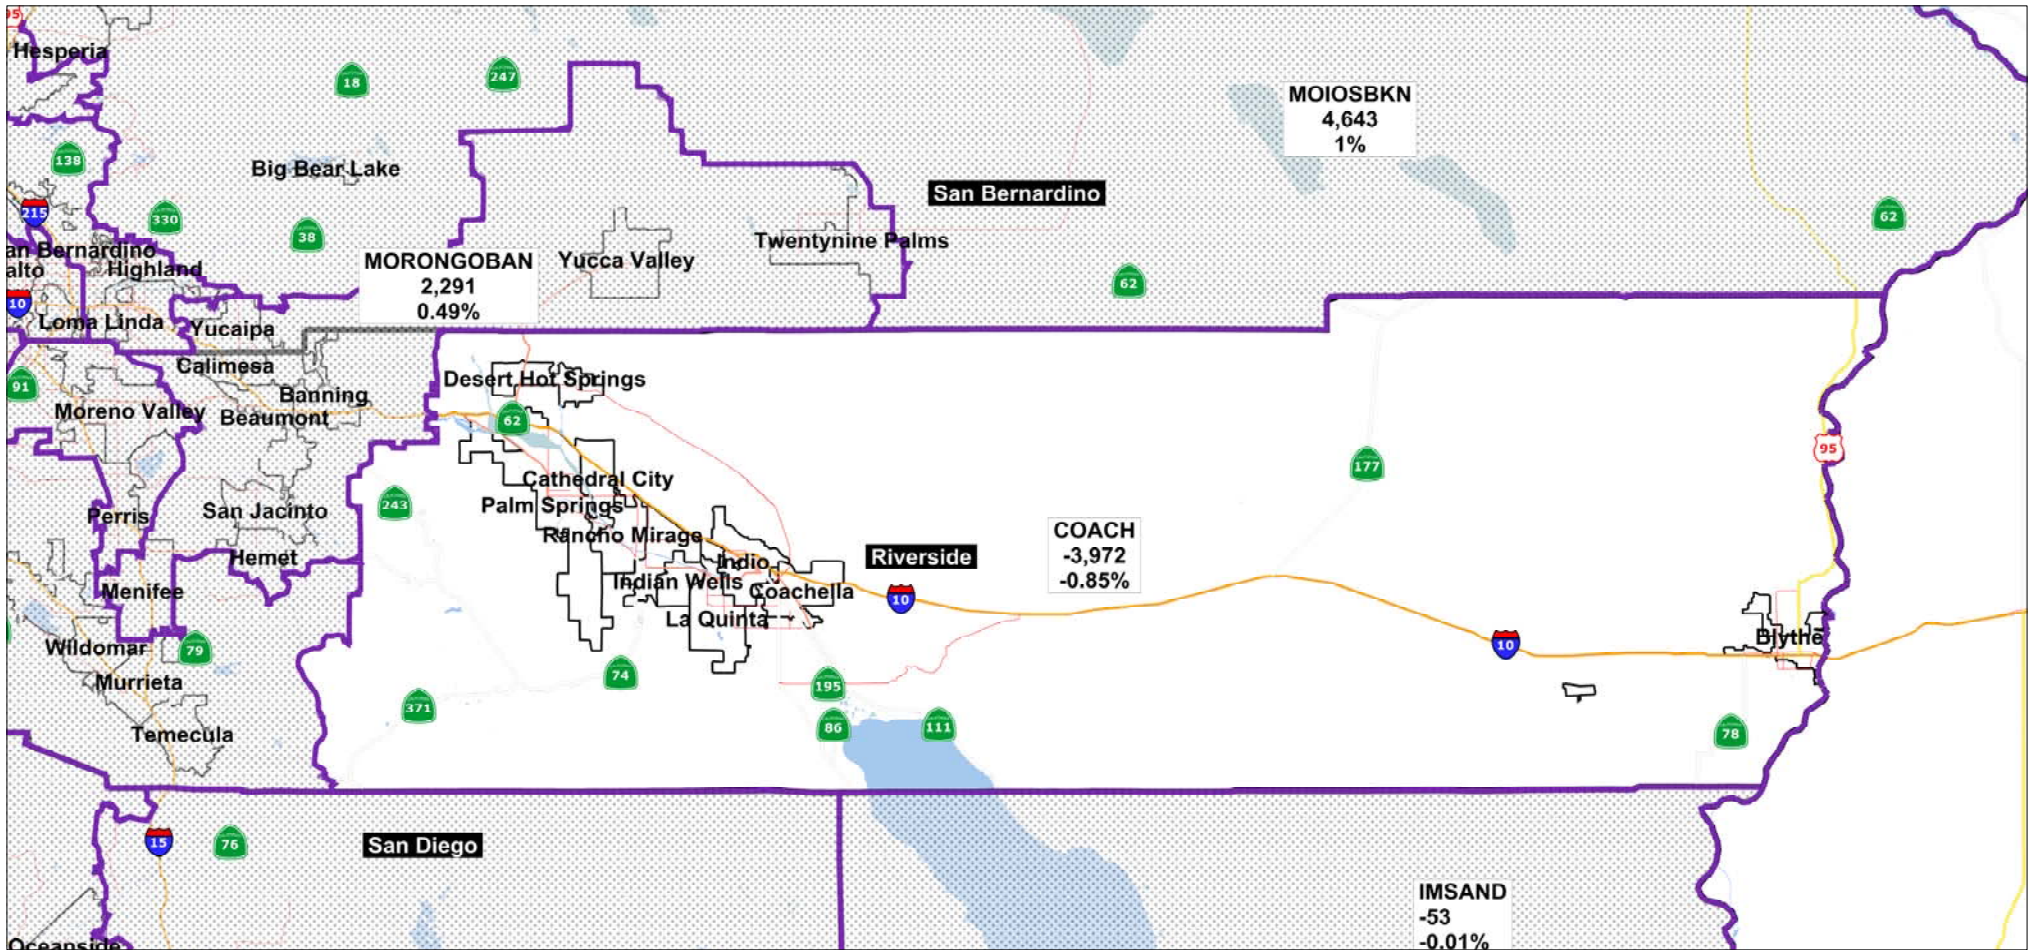 95
Hesperia
18
247
MOIOSBKN
4,643
1%
138
Big Bear Lake
San Bernardino
215
330
38
62
an Bernardino
alto
Highland
MORONGOBAN
2,291
0.49%
Yucca Valley
Twentynine Palms
62
10
Loma Linda
Yucaipa
Calimesa
91
Banning
Moreno Valley
Beaumont
Desert Hot Springs
62
95
177
Cathedral City
Palm Springs
243
San Jacinto
Perris
Rancho Mirage
COACH
-3,972
-0.85%
Riverside
Hemet
Indio
Indian Wells
Coachella
Menifee
10
La Quinta
Wildomar
79
Blythe
10
Murrieta
74
195
371
Temecula
86
111
78
15
76
San Diego
IMSAND
-53
-0.01%
Oceanside